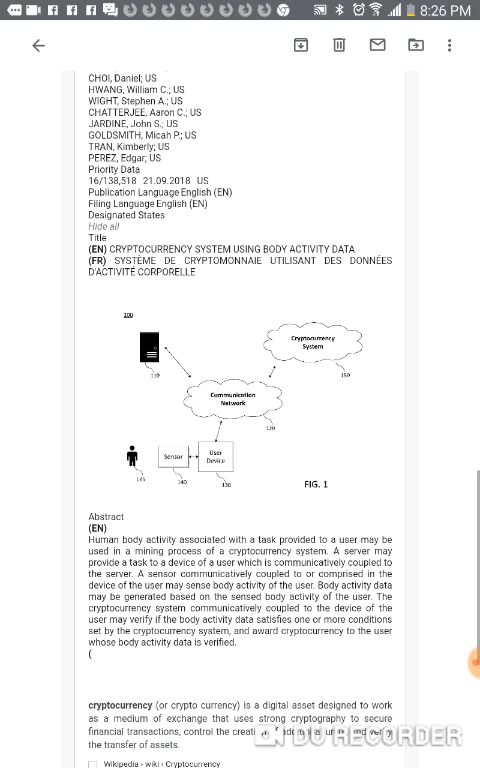 8:26 PM
CHOI, Daniel; US
HWANG, William C.; US
WIGHT, Stephen A.; US
CHATTERJEE, Aaron C.; US
JARDINE, John S.; US
GOLDSMITH, Micah P.; US
TRAN, Kimberly; US
PEREZ, Edgar; US
Priority Data
16/138,518 21.09.2018 US
Publication Language English (EN)
Filing Language English (EN)
Designated States
Hide all
Title
(EN) CRYPTOCURRENCY SYSTEM USING BODY ACTIVITY DATA
(FR) SYSTÈME DE CRYPTOMONNAIE UTILISANT DES DONNÉES
D'ACTIVITÉ CORPORELLE
100
Cryptocurrency
System
110
150
Communication
Network
120
Sensor
User
Device
145
140
130
FIG. 1
Abstract
(EN)
Human body activity associated with a task provided to a user may be
used in a mining process of a cryptocurrency system. A server may
provide a task to a device of a user which is communicatively coupled to
the server. A sensor communicatively coupled to or comprised in the
device of the user may sense body activity of the user. Body activity data
may be generated based on the sensed body activity of the user. The
cryptocurrency system communicatively coupled to the device of the
user may verify if the body activity data satisfies one or more conditions
set by the cryptocurrency system, and award cryptocurrency to the user
whose body activity data is verified.
(
cryptocurrency (or crypto currency) is a digital asset designed to work
as a medium of exchange that uses strong cryptography to secure
financial transactions, control the
the transfer of assets.
DU RECORDER
Wikipedia › wiki › Cryptocurrency